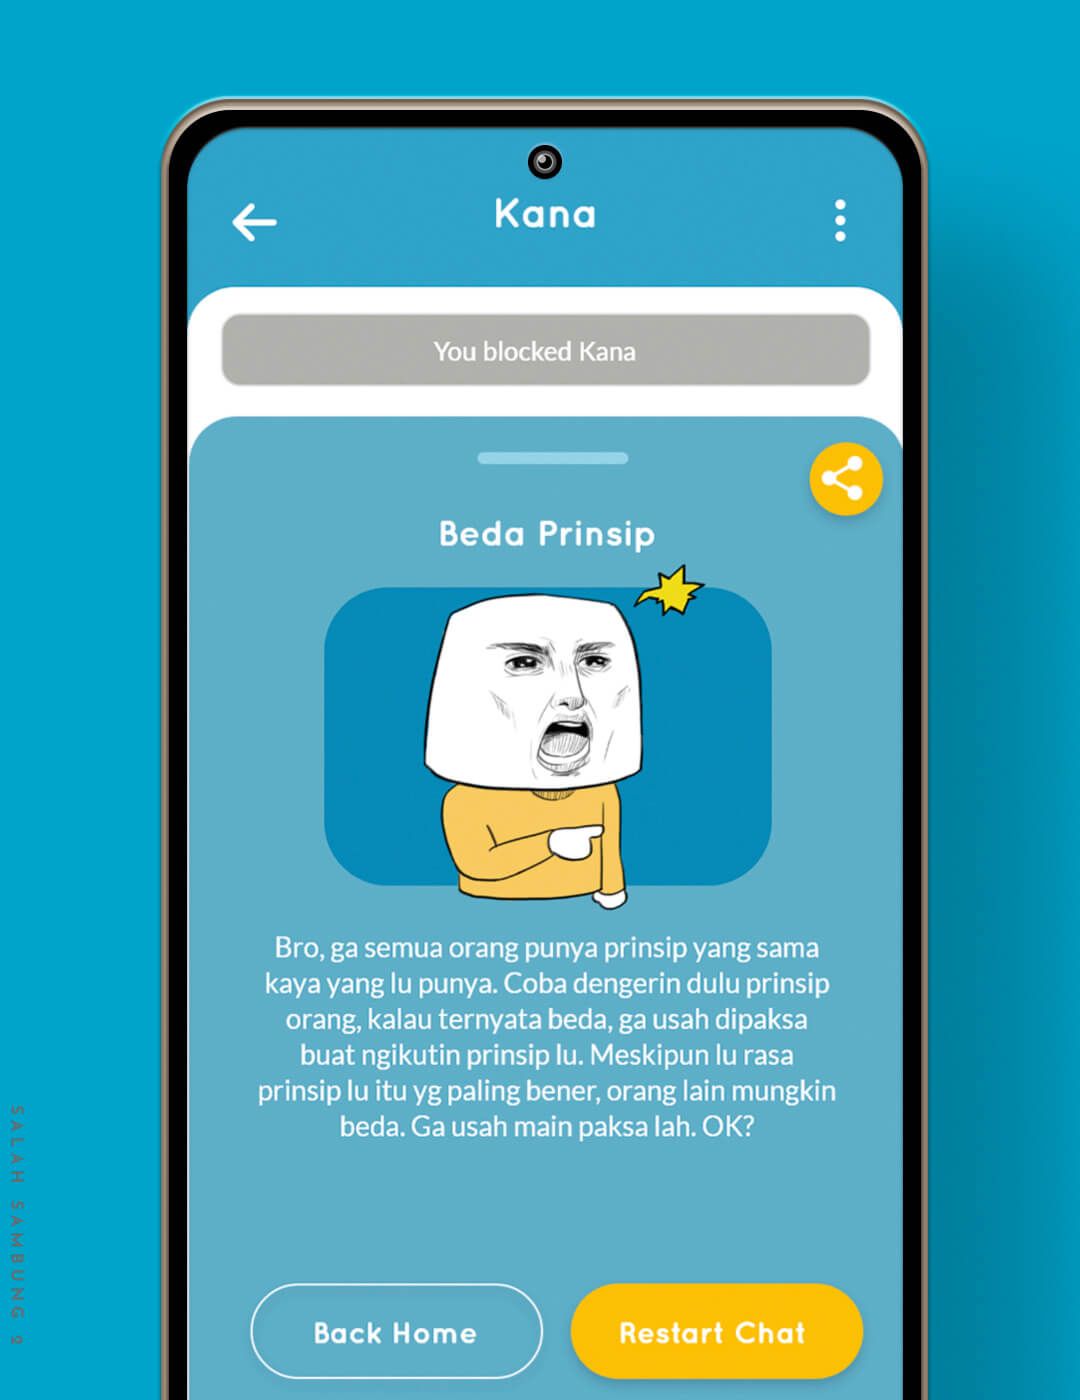 Kana
You blocked Kana
Beda Prinsip
Bro, ga semua orang punya prinsip yang sama
kaya yang lu punya. Coba dengerin dulu prinsip
orang, kalau ternyata beda, ga usah dipaksa
buat ngikutin prinsip lu. Meskipun lu rasa
prinsip lu itu yg paling bener, orang lain mungkin
beda. Ga usah main paksa lah. OK?
Back Home
Restart Chat
SALAH SAMBUNG 2